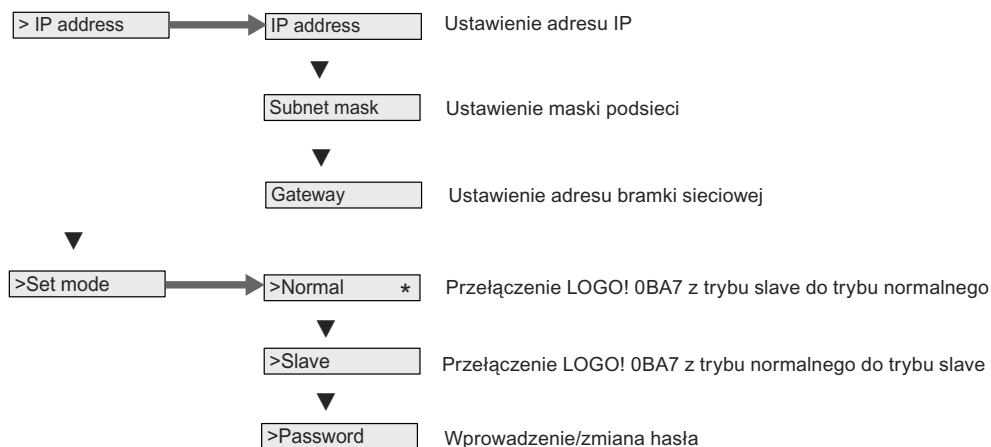 > IP address IP address Ustawienie adresu IP
Subnet mask Ustawienie maski podsieci
Gateway Ustawienie adresu bramki sieciowej
>Set mode >Normal * Przełączenie LOGO! 0BA7 z trybu slave do trybu normalnego
>Slave Przełączenie LOGO! 0BA7 z trybu normalnego do trybu slave
>Password Wprowadzenie/zmiana hasła